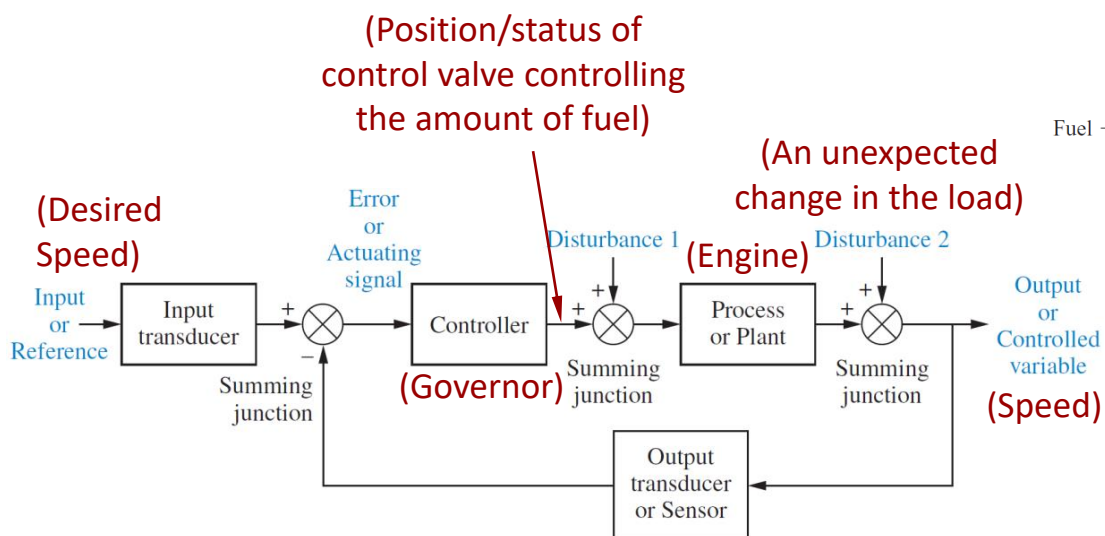 (Position/status of
control valve controlling
the amount of fuel)
Fuel -
(An unexpected
change in the load)
(Desired
Speed)
Error
or
Actuating
signal
Disturbance 1
(Engine)
Disturbance 2
Input
or
Reference
Input
transducer
+
−
Summing
junction
Controller
(Governor)
+
+
Summing
junction
Process
or Plant
+
+
Summing
junction
Output
or
Controlled
variable
(Speed)
Output
transducer
or Sensor